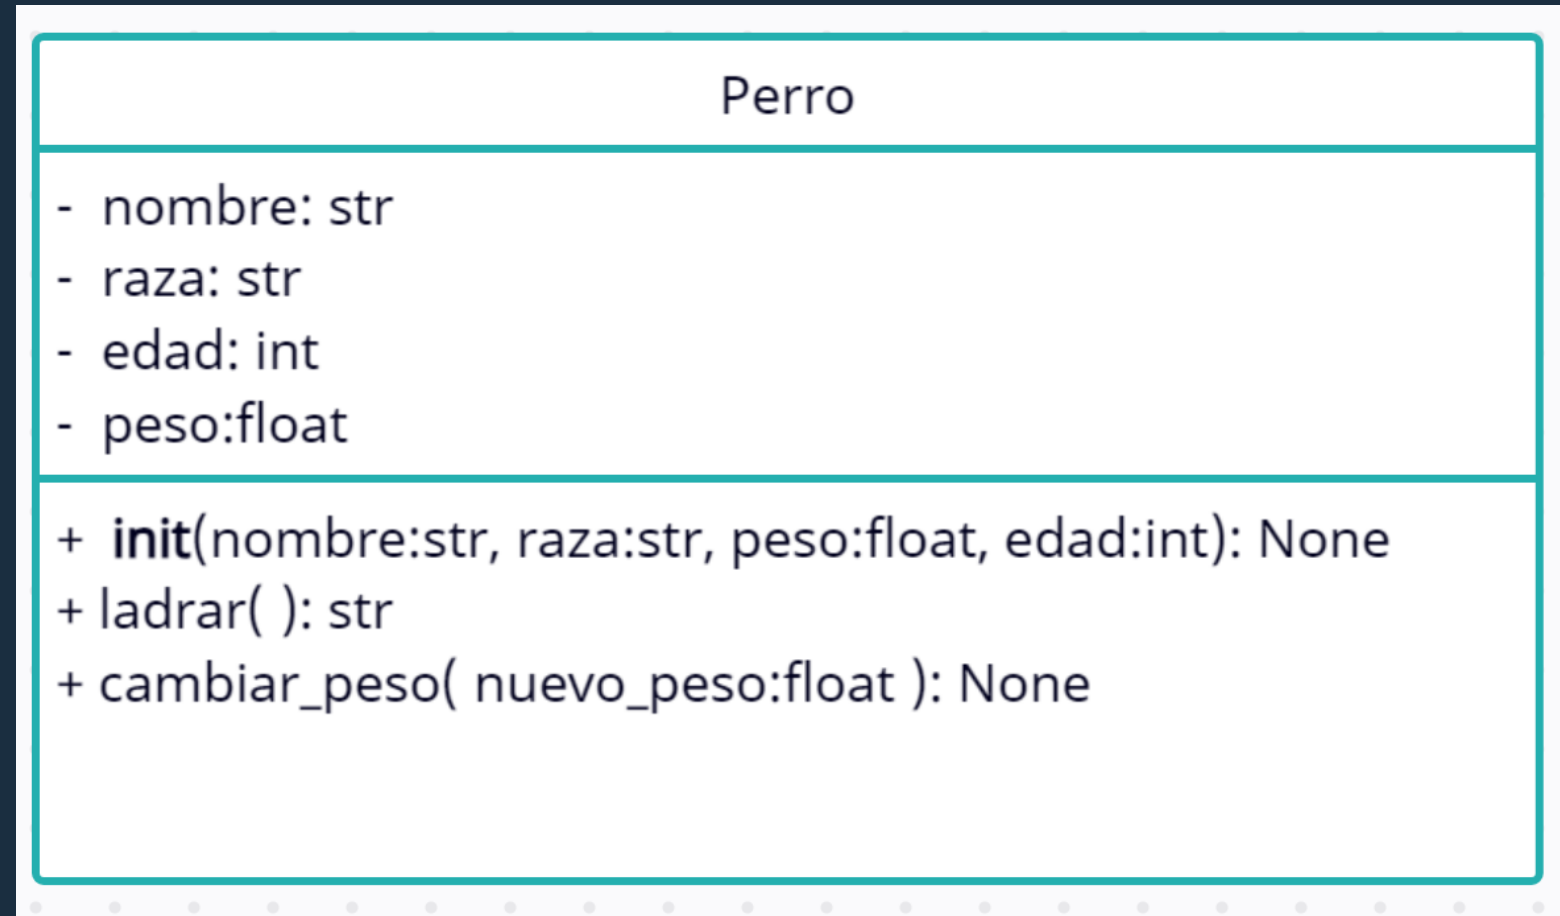 Perro
- nombre: str
- raza: str
- edad: int
- peso:float
+ init(nombre:str, raza:str, peso:float, edad:int): None
+ ladrar( ): str
+ cambiar_peso( nuevo_peso:float ): None